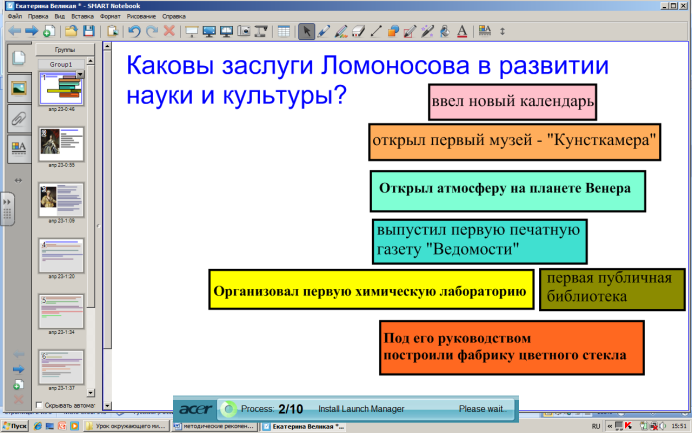 Екатерина Великая * - SMART Notebook
Файл Правка Вид Вставка Формат Рисование Справка
Группы
Group1
апр 23-0:46
апр 23-0:59
апр 23-1:09
апр 23-1:20
апр 23-1:34
апр 23-1:37
Скрывать автомат
Каковы заслуги Ломоносова в развитии
науки и культуры?
ввел новый календарь
открыл первый музей - "Кунсткамера"
Открыл атмосферу на планете Венера
выпустил первую печатную
газету "Ведомости"
Организовал первую химическую лабораторию
первая публичная
библиотека
Под его руководством
построили фабрику цветного стекла
acer Process: 2/10 Install Launch Manager Please wait.
Пуск Урок окружающего ми... методические рекомен... Екатерина Великая *... RU 15:51